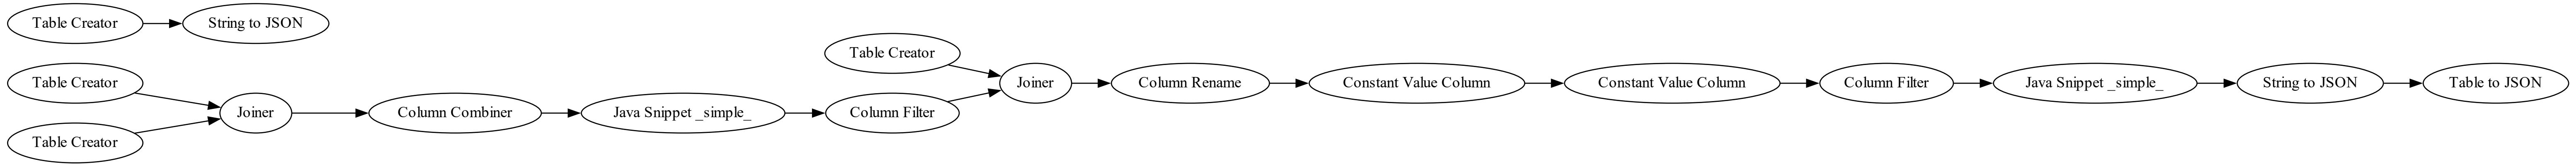 Table Creator
String to JSON
Table Creator
Table Creator
Joiner
Column Combiner
Java Snippet _simple_
Column Filter
Table Creator
Joiner
Column Rename
Constant Value Column
Constant Value Column
Column Filter
Java Snippet _simple_
String to JSON
Table to JSON